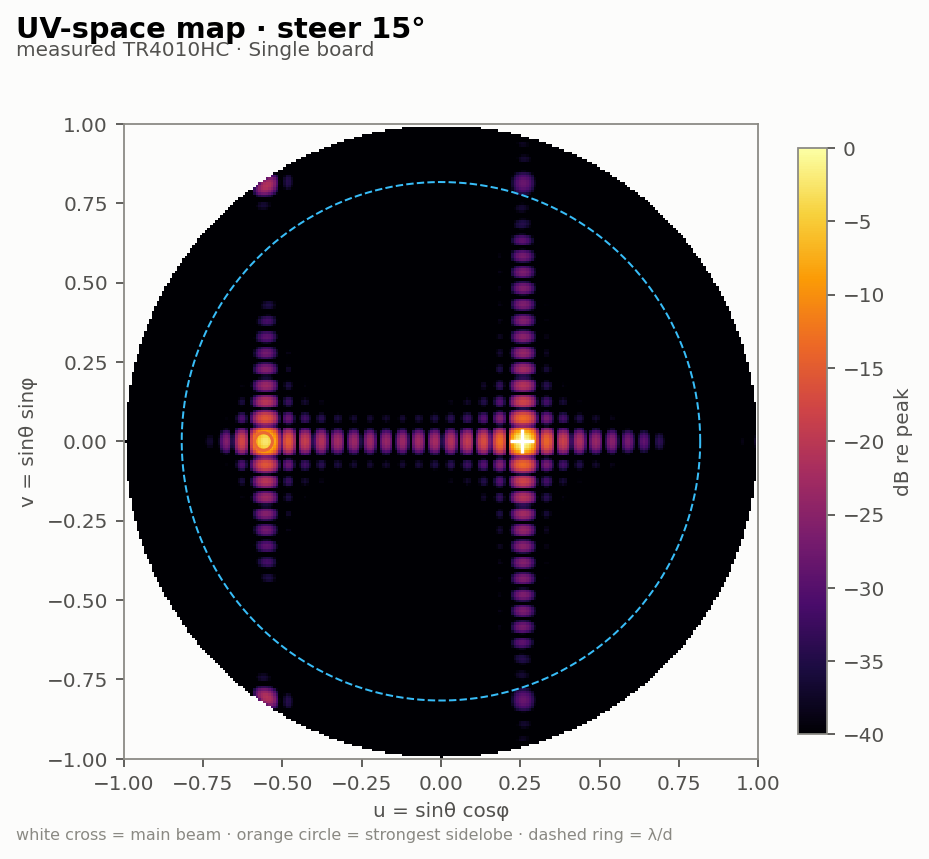 UV-space map · steer 15°
measured TR4010HC · Single board
1.00
0.75
0.50
0.25
0.00
−0.25
−0.50
−0.75
−1.00
v = sinθ sinφ
−1.00 −0.75 −0.50 −0.25 0.00 0.25 0.50 0.75 1.00
u = sinθ cosφ
0
−5
−10
−15
−20
−25
−30
−35
−40
dB re peak
white cross = main beam · orange circle = strongest sidelobe · dashed ring = λ/d